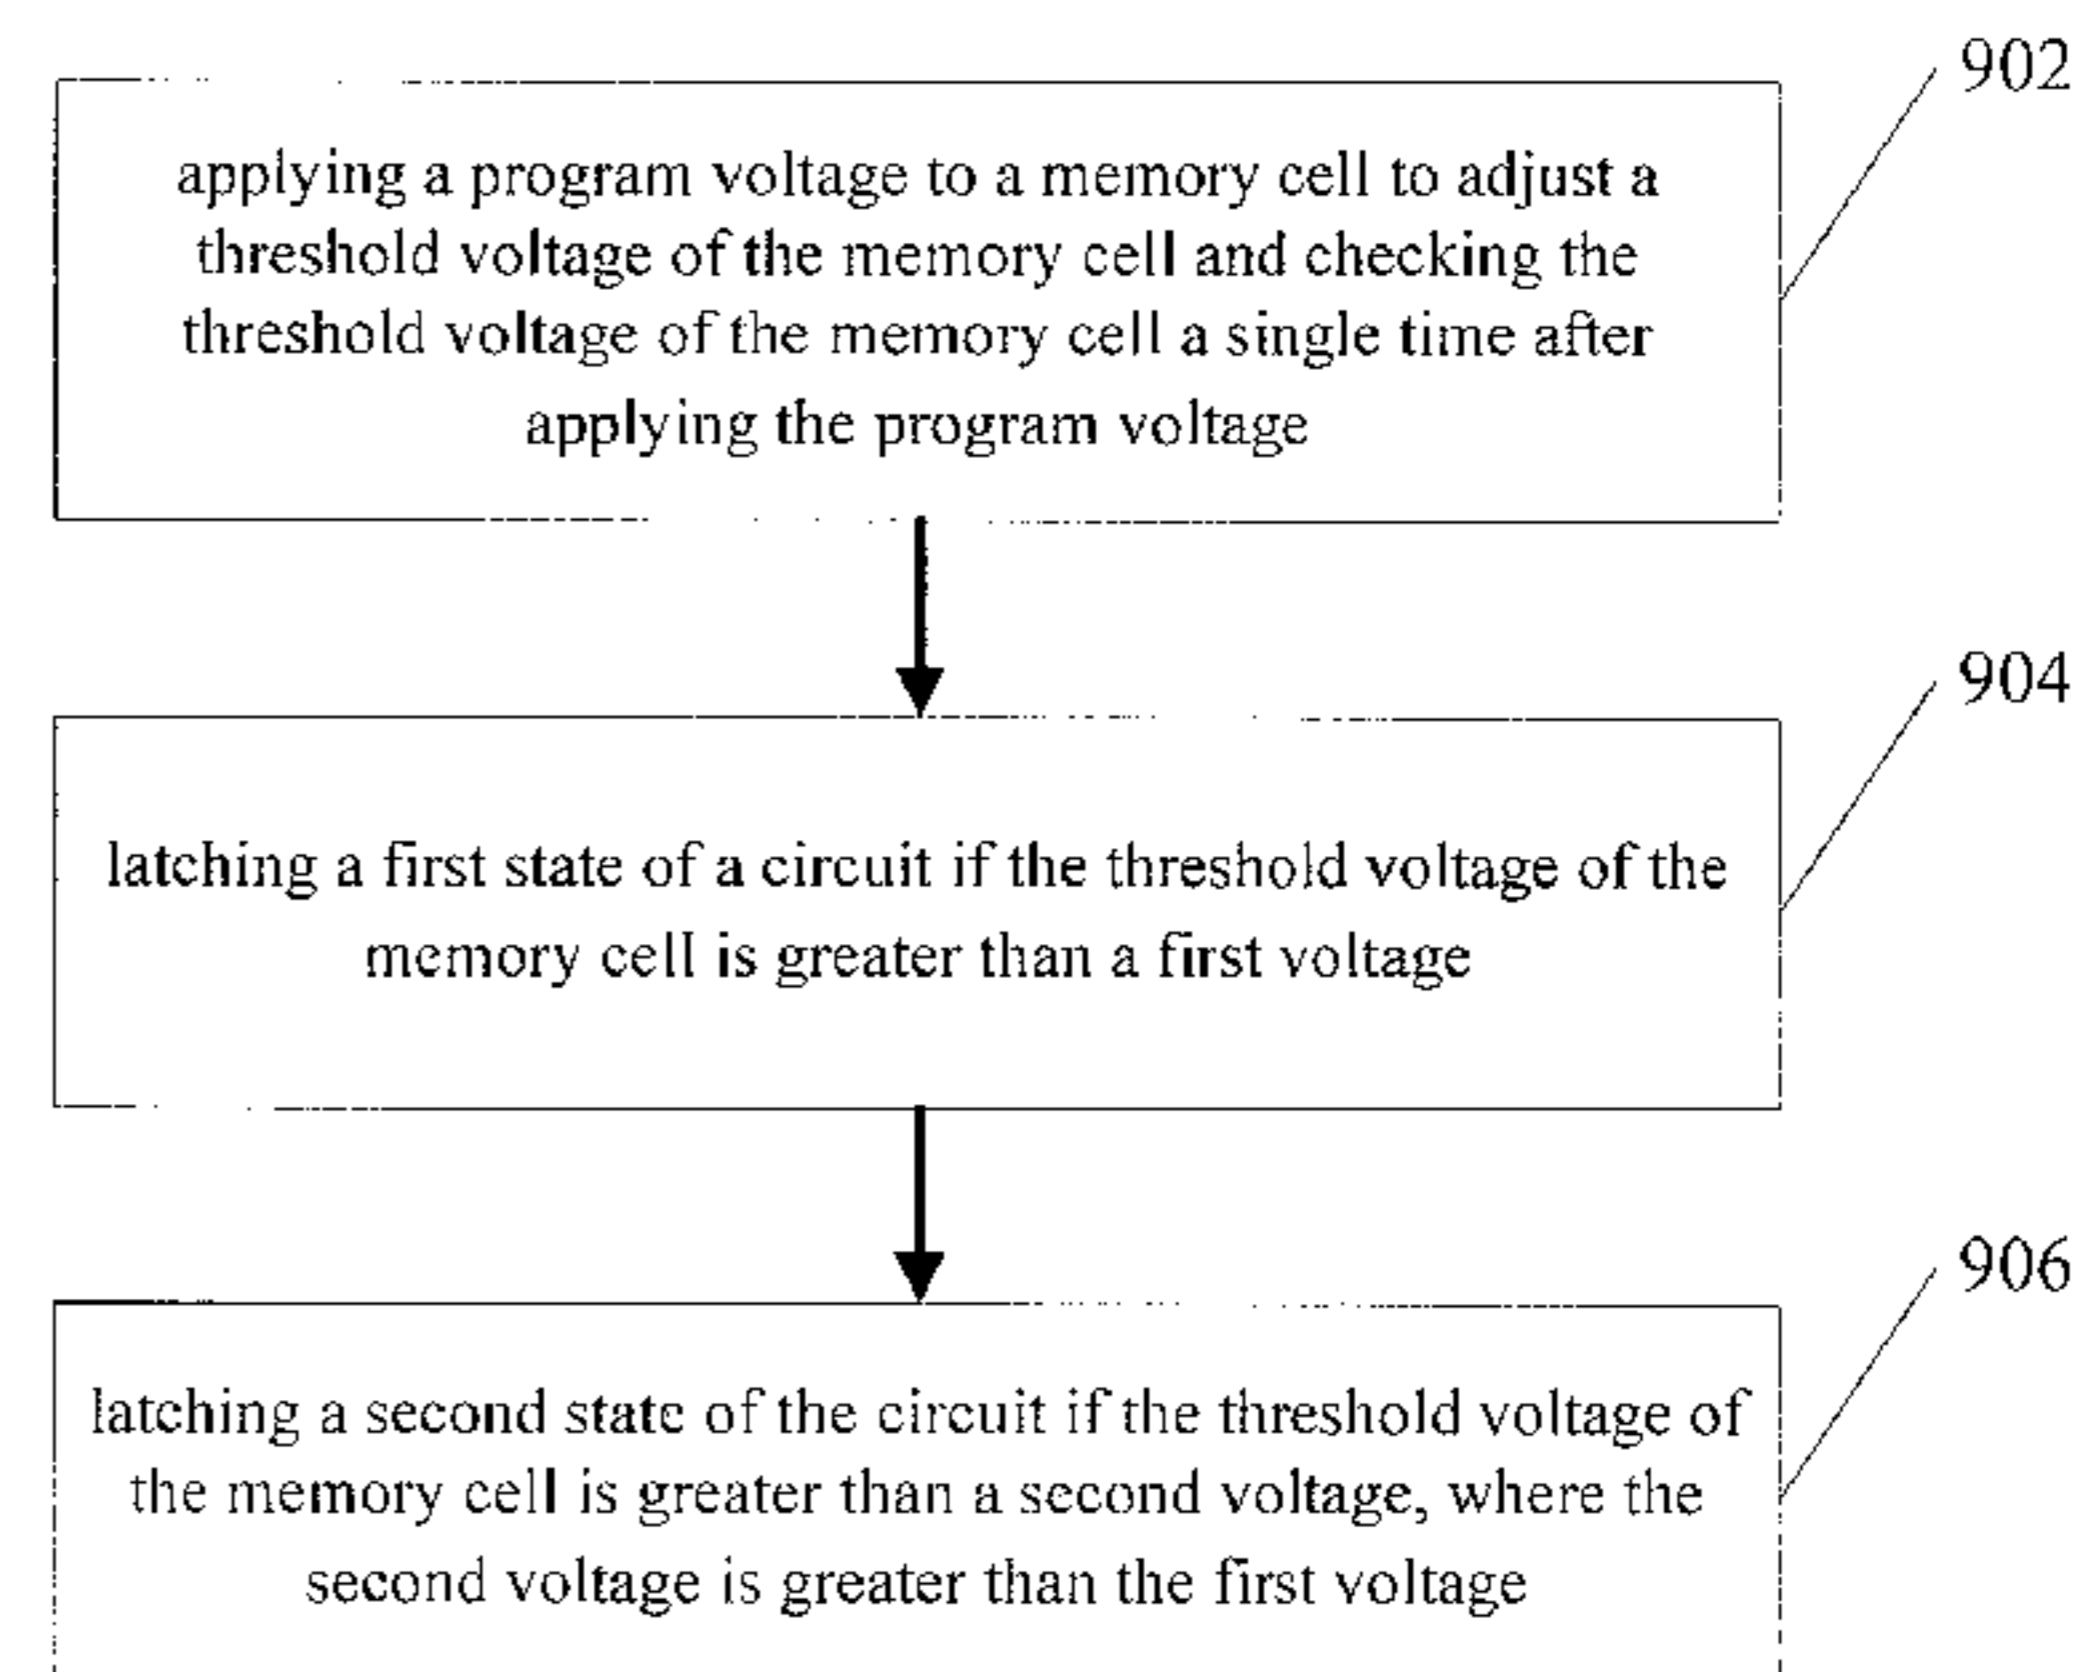 902
applying a program voltage to a memory cell to adjust a
threshold voltage of the memory cell and checking the
threshold voltage of the memory cell a single time after
applying the program voltage
904
latching a first state of a circuit if the threshold voltage of the
memory cell is greater than a first voltage
906
latching a second state of the circuit if the threshold voltage of
the memory cell is greater than a second voltage, where the
second voltage is greater than the first voltage